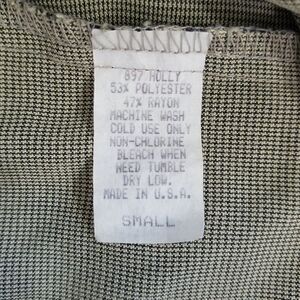 897 HOLLY
53% POLYESTER
47% RAYON
MACHINE WASH
COLD USE ONLY
NON-CHLORINE
BLEACH WHEN
NEED TUMBLE
DRY LOW.
MADE IN U.S.A.
SMALL